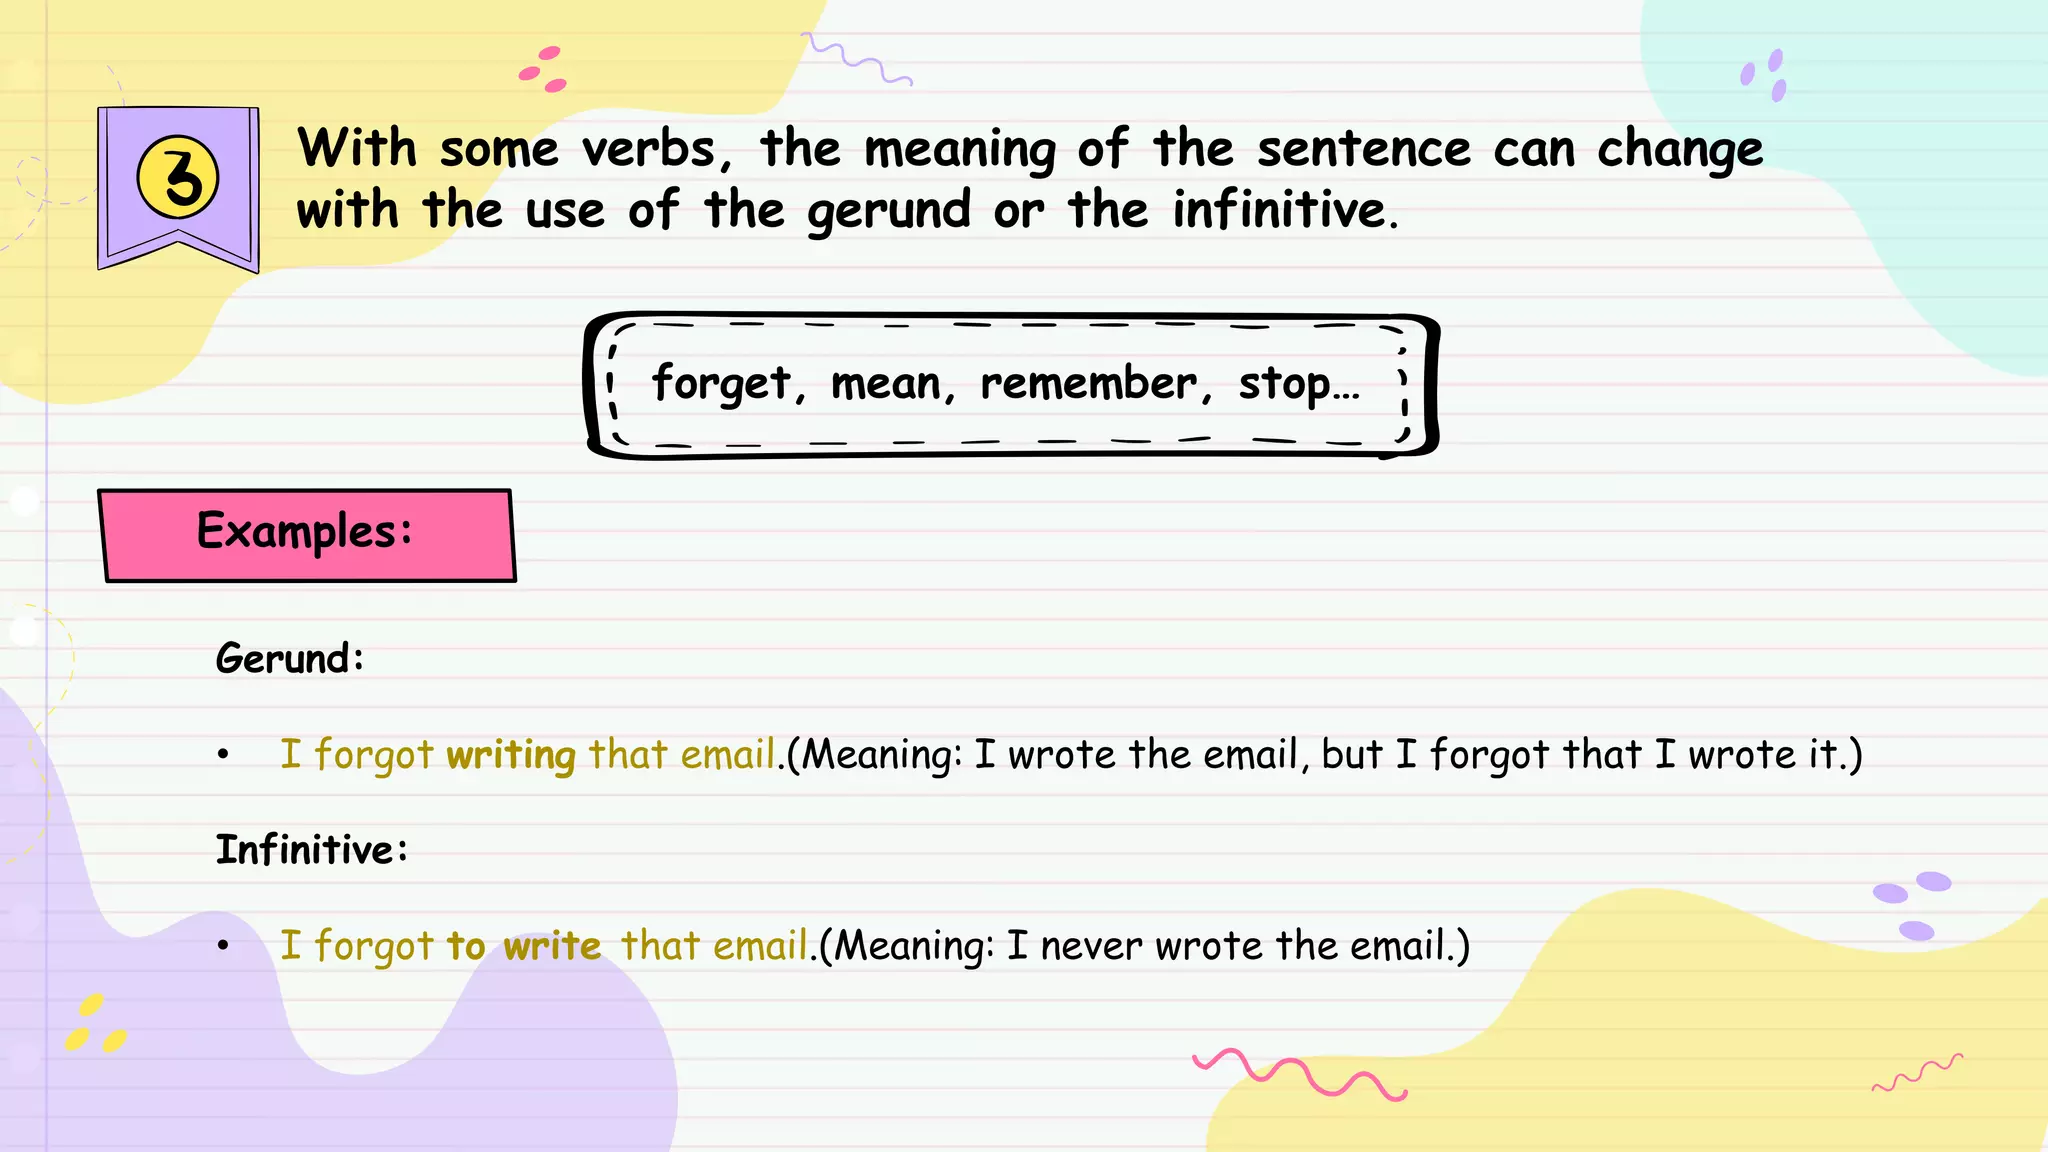 3
With some verbs, the meaning of the sentence can change
with the use of the gerund or the infinitive.
forget, mean, remember, stop…
Examples:
Gerund:
• I forgot writing that email.(Meaning: I wrote the email, but I forgot that I wrote it.)
Infinitive:
• I forgot to write that email.(Meaning: I never wrote the email.)